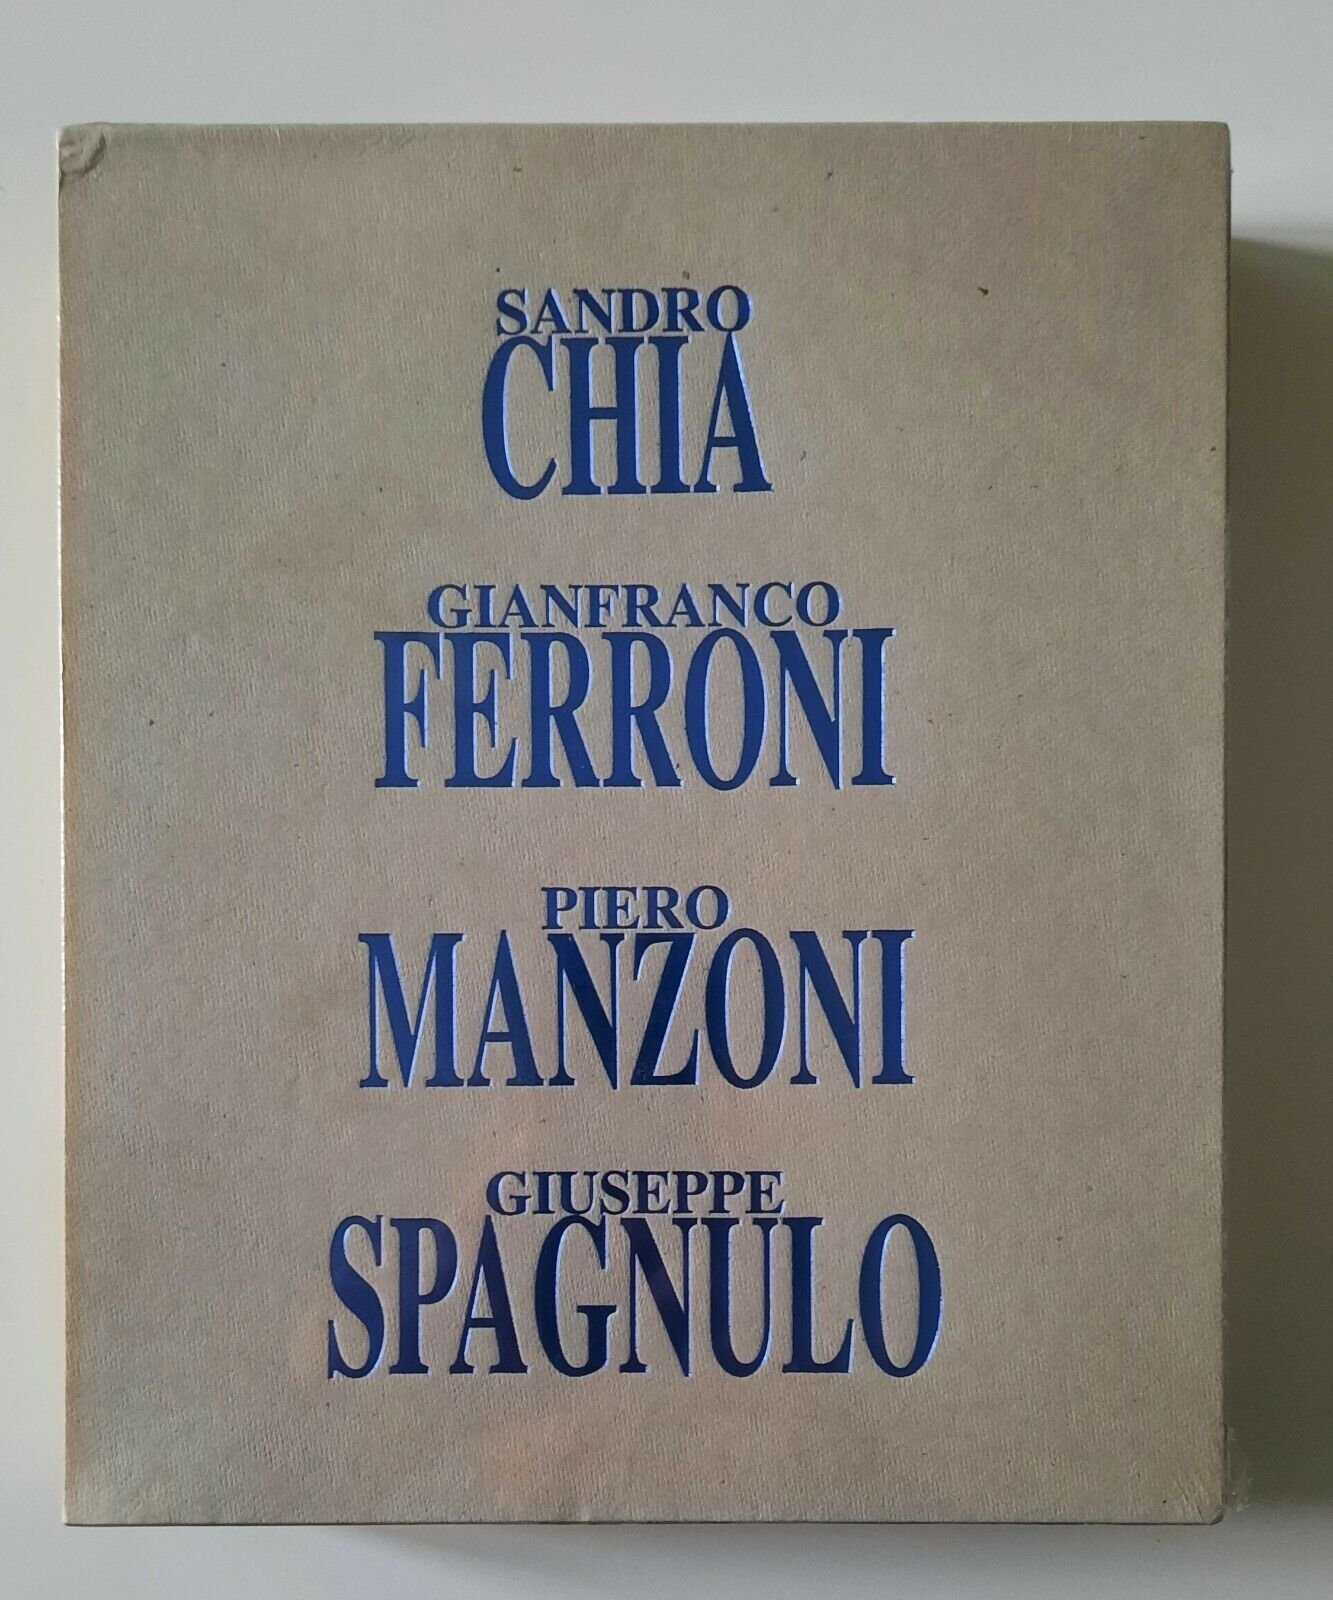 SANDRO
CHIA
GIANFRANCO
FERRONI
PIERO
MANZONI
GIUSEPPE
SPAGNULO